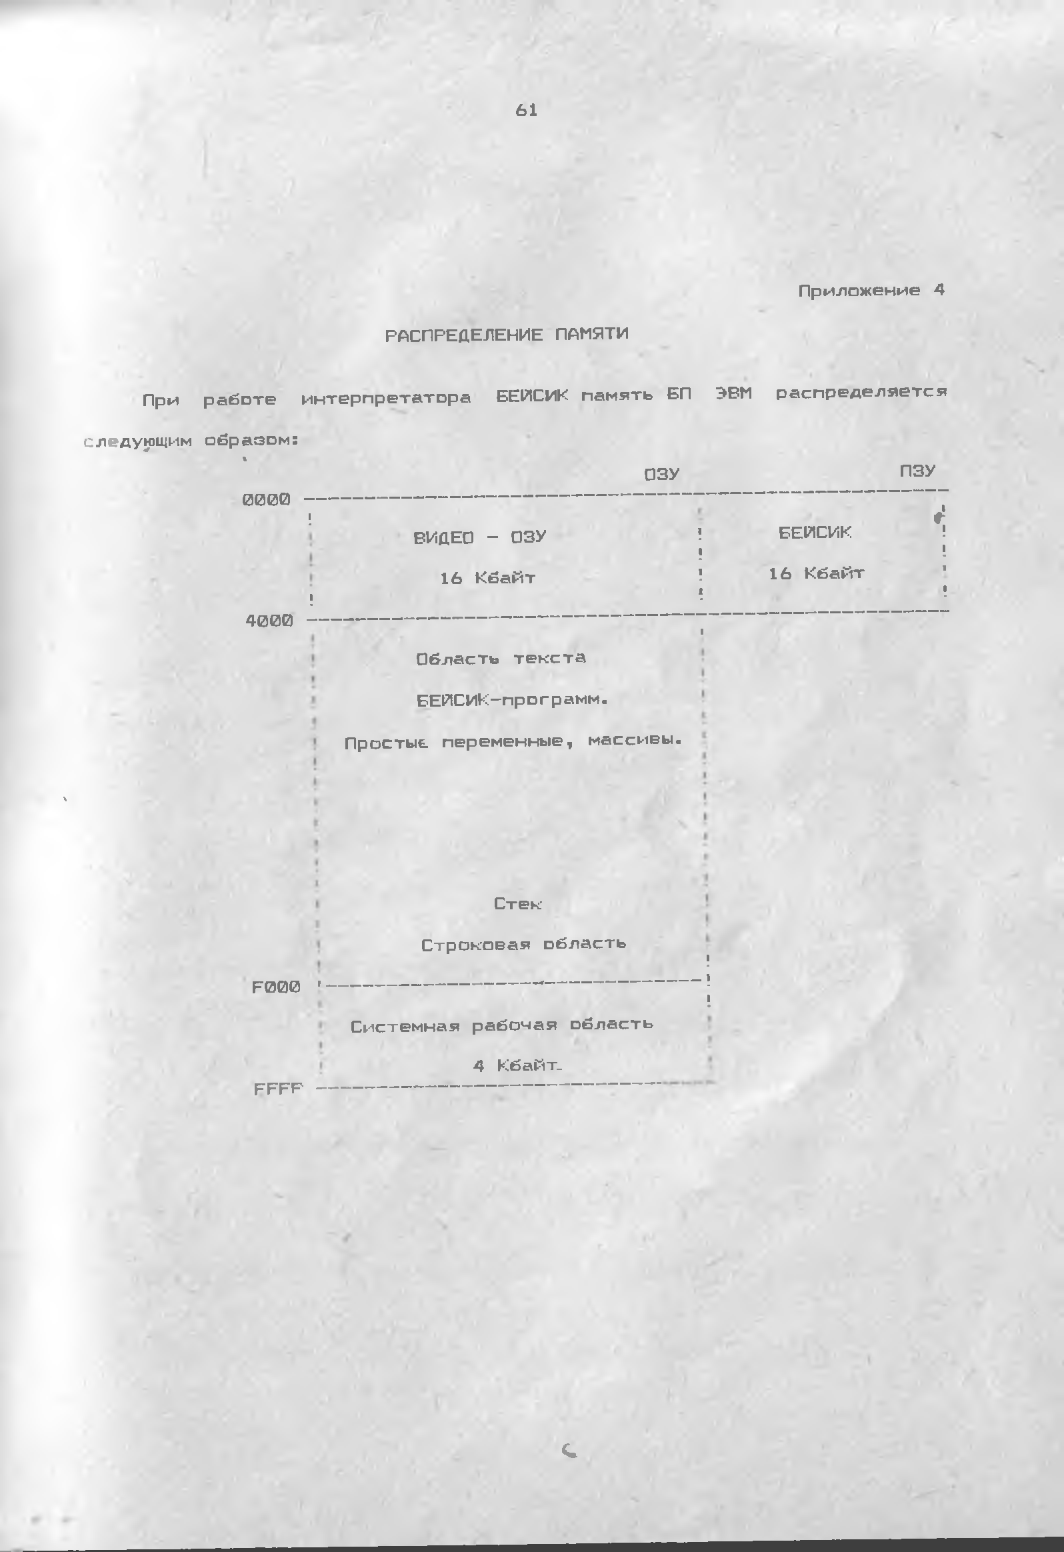 61
Приложение 4
РАСПРЕДЕЛЕНИЕ ПАМЯТИ
При работе интерпретатора БЕЙСИК память БП ЭВМ распределяется
следующим образом:
ОЗУ ПЗУ
0000
ВИДЕО - ОЗУ БЕЙСИК
16 Кбайт 16 Кбайт
4000
Область текста
БЕЙСИК-программ.
Простые переменные, массивы.
Стек
Строковая область
F000
Системная рабочая область
4 Кбайт.
FFFF